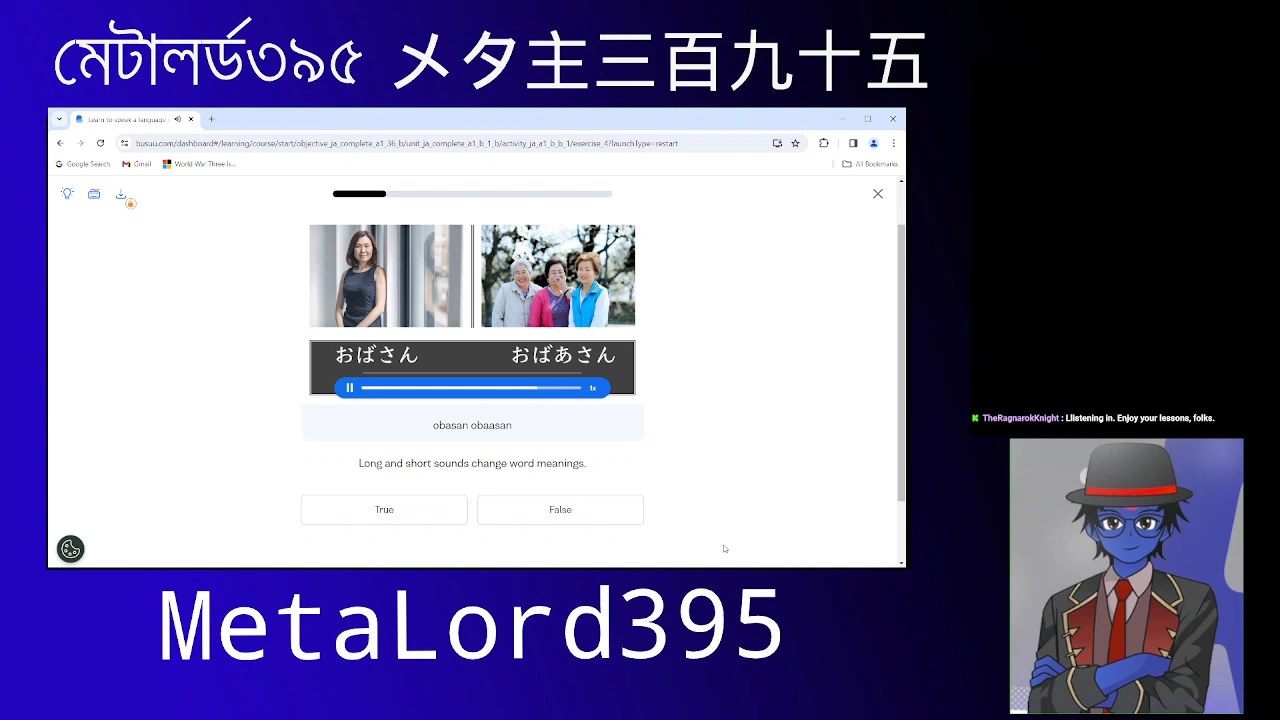 মেটালর্ড৩৯৫ メタ主三百九十五
Learn to speak a language
busuu.com/dashboard#/learning/course/start/objective_ja_complete_a1_36_b/unit_ja_complete_a1_b_1_b/activity_ja_a1_b_b_1/exercise_4?launchType=restart
Google Search Gmail World War Three is... All Bookmarks
おばさん おばあさん
1x
obasan obaasan
Long and short sounds change word meanings.
True False
TheRagnarokKnight : LIistening in. Enjoy your lessons, folks.
MetaLord395